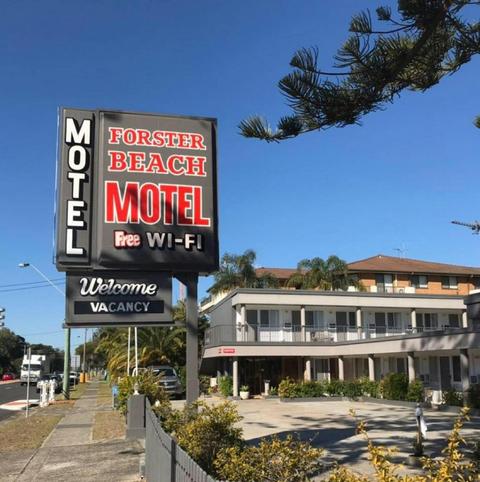 MOTEL
FORSTER
BEACH
MOTEL
Free WI-FI
Welcome
VACANCY